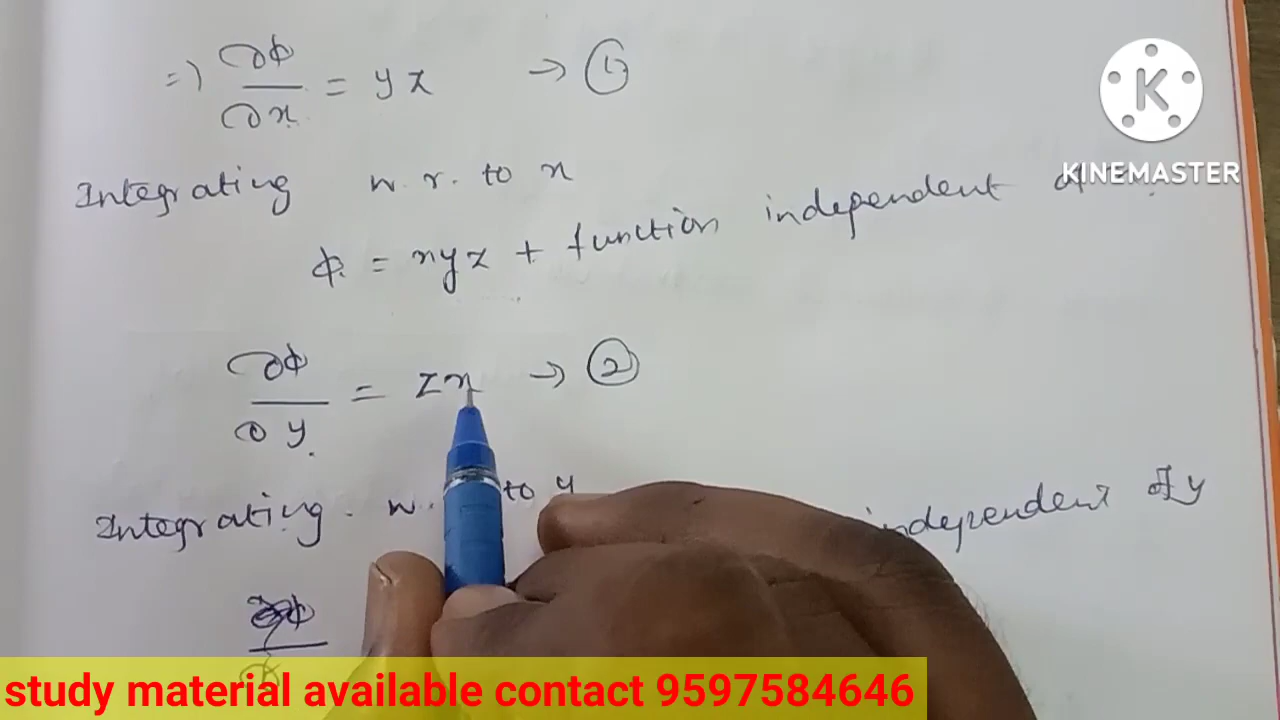 =) ∂ϕ/∂x = yz → ①
KINEMASTER
Integrating w.r. to x
ϕ = xyz + function independent of
∂ϕ/∂y = zx → ②
Integrating w. to y independent of y
study material available contact 9597584646